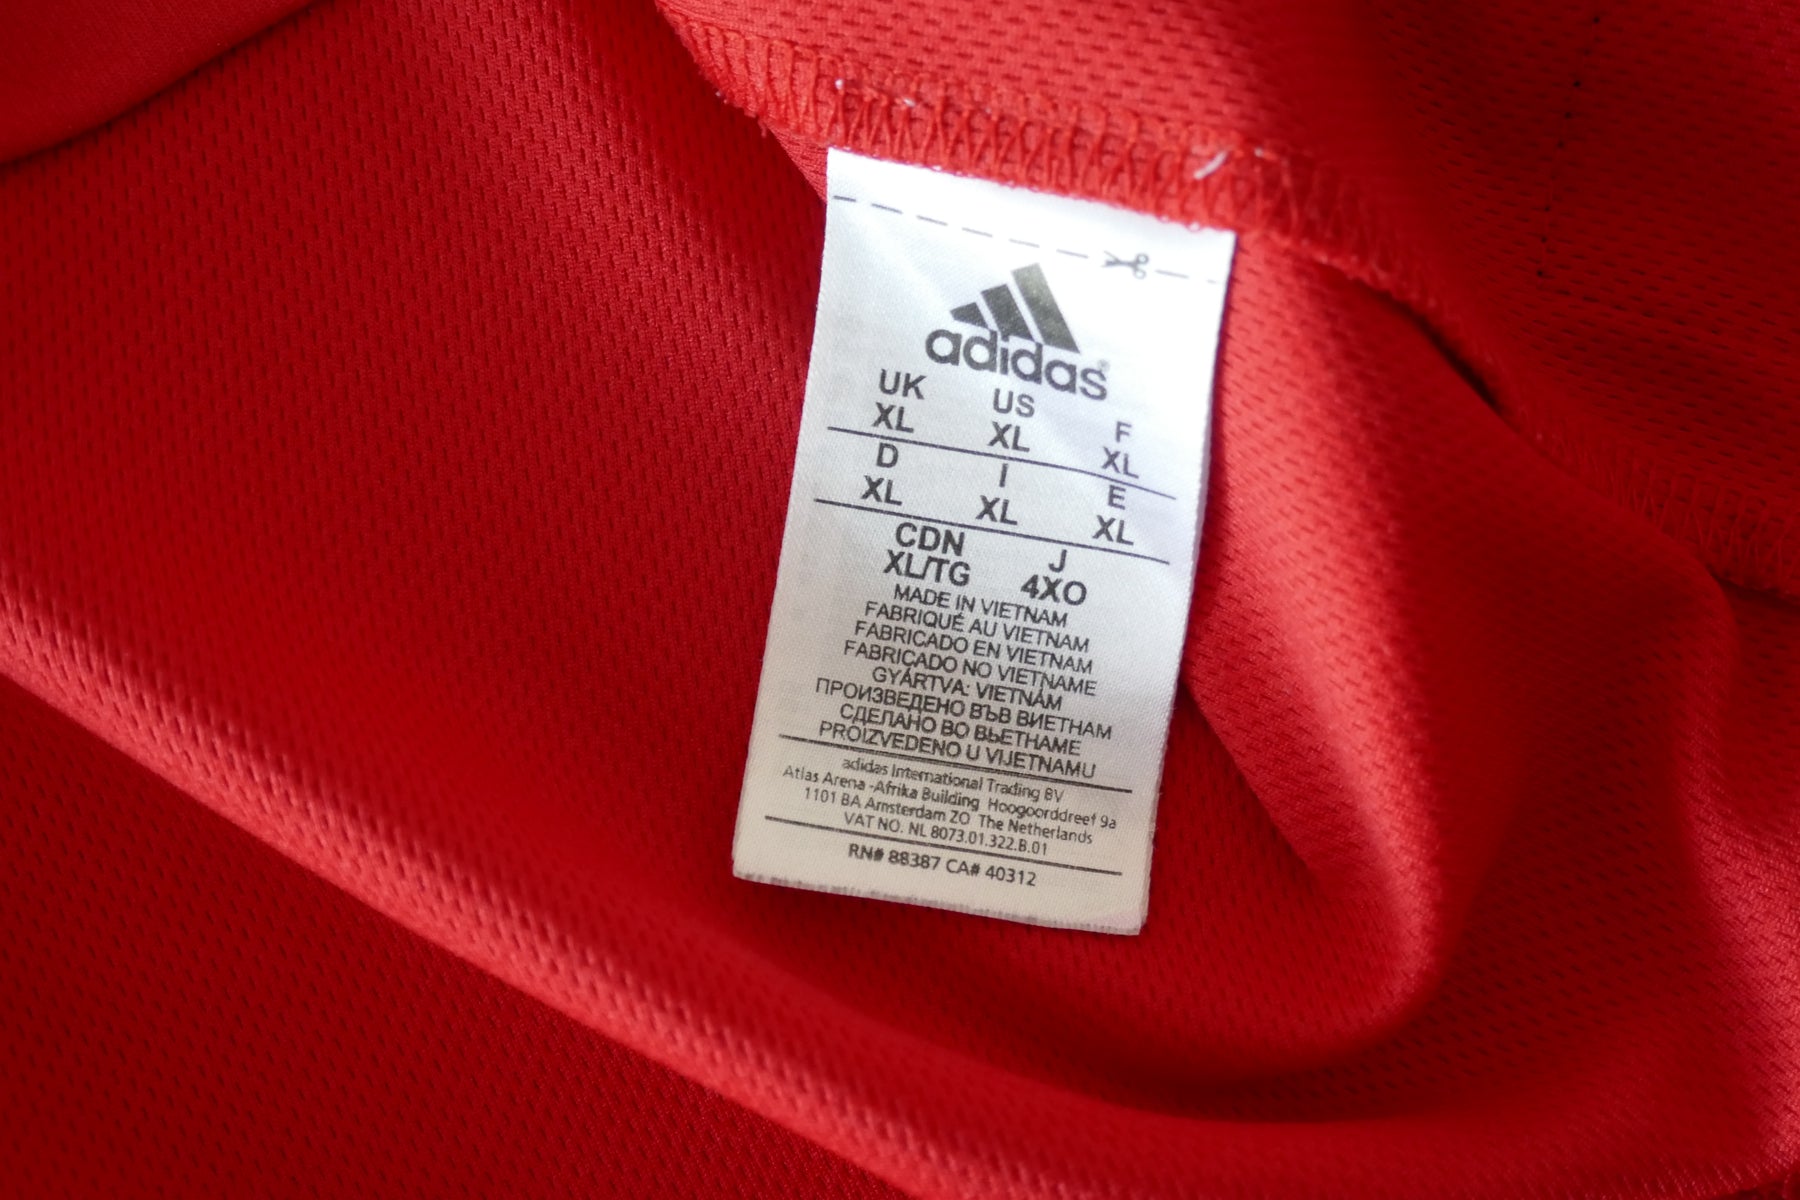 adidas®
UK US F
XL XL XL
D I E
XL XL XL
CDN J
XL/TG 4XO
MADE IN VIETNAM
FABRIQUÉ AU VIETNAM
FABRICADO EN VIETNAM
FABRICADO NO VIETNAME
GYÁRTVA: VIETNÁM
ПРОИЗВЕДЕНО ВЪВ ВИЕТНАМ
СДЕЛАНО ВО ВЬЕТНАМЕ
PROIZVEDENO U VIJETNAMU
adidas International Trading BV
Atlas Arena -Afrika Building Hoogoorddreef 9a
1101 BA Amsterdam ZO The Netherlands
VAT NO. NL 8073.01.322.B.01
RN# 88387 CA# 40312